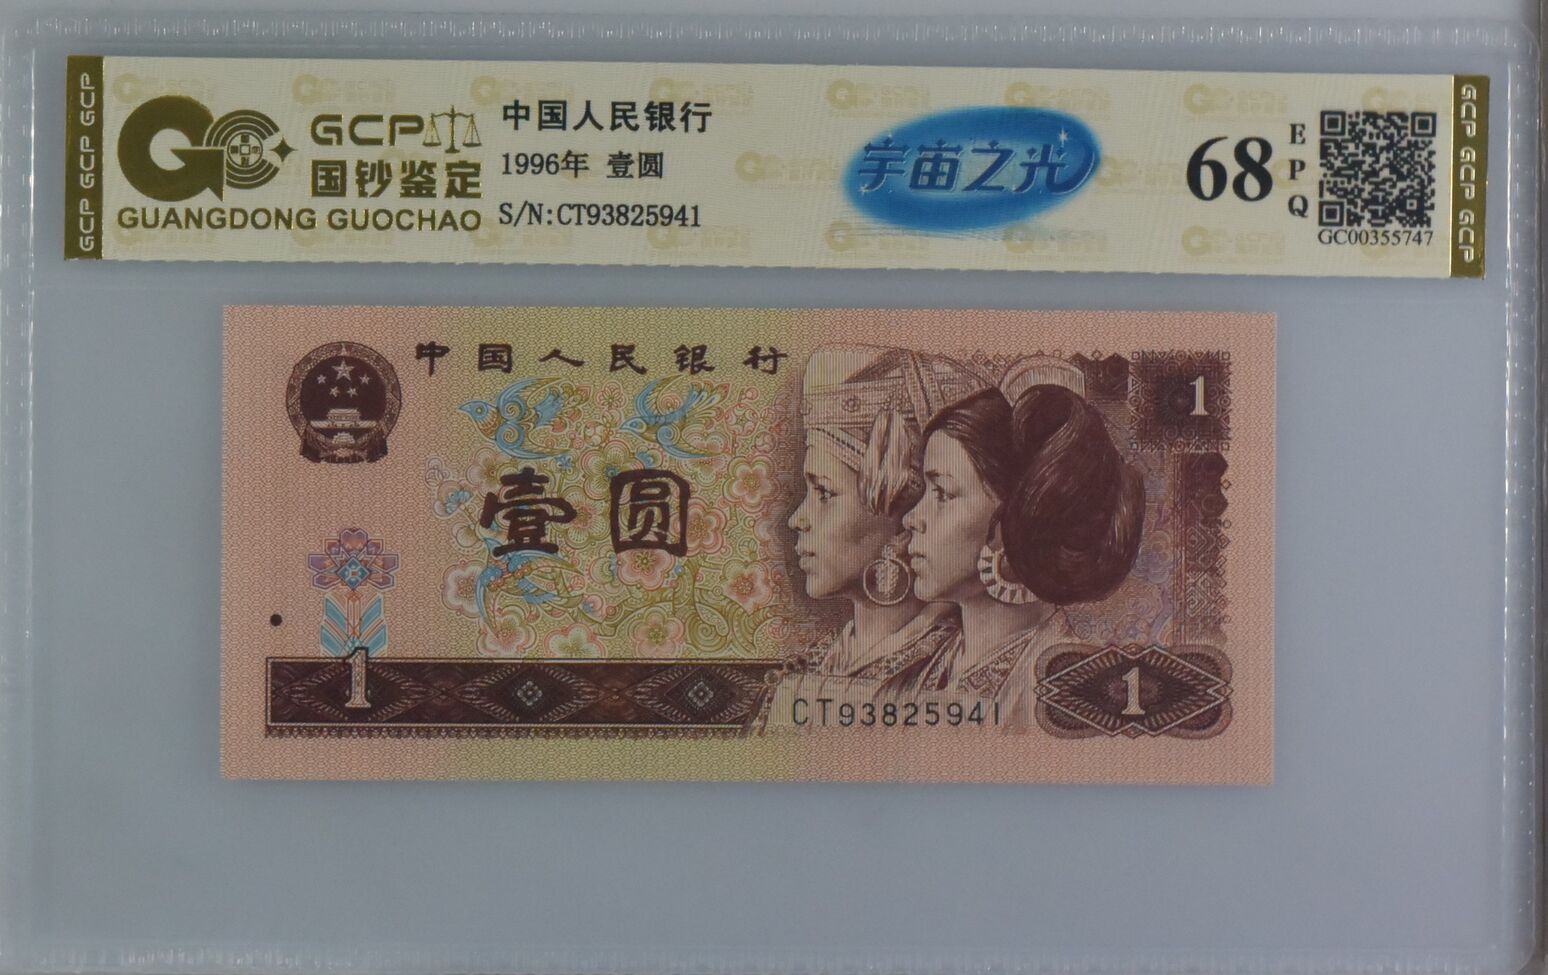 GCP GCP GCP
GCP
国钞鉴定
GUANGDONG GUOCHAO
中国人民银行
1996年 壹圆
S/N:CT93825941
宇宙之光
68
EPQ
GC00355747
GCP GCP GCP
中国人民银行
1
壹圆
1
CT93825941
1